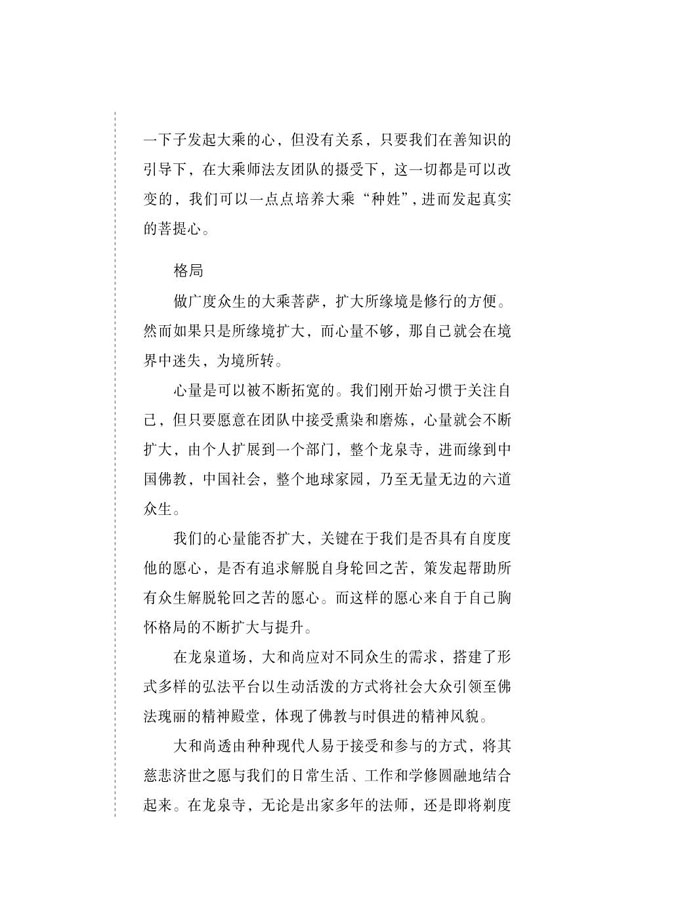 一下子发起大乘的心，但没有关系，只要我们在善知识的
引导下，在大乘师法友团队的摄受下，这一切都是可以改
变的，我们可以一点点培养大乘“种姓”，进而发起真实
的菩提心。
格局
做广度众生的大乘菩萨，扩大所缘境是修行的方便。
然而如果只是所缘境扩大，而心量不够，那自己就会在境
界中迷失，为境所转。
心量是可以被不断拓宽的。我们刚开始习惯于关注自
己，但只要愿意在团队中接受熏染和磨炼，心量就会不断
扩大，由个人扩展到一个部门，整个龙泉寺，进而缘到中
国佛教，中国社会，整个地球家园，乃至无量无边的六道
众生。
我们的心量能否扩大，关键在于我们是否具有自度度
他的愿心，是否有追求解脱自身轮回之苦，策发起帮助所
有众生解脱轮回之苦的愿心。而这样的愿心来自于自己胸
怀格局的不断扩大与提升。
在龙泉道场，大和尚应对不同众生的需求，搭建了形
式多样的弘法平台以生动活泼的方式将社会大众引领至佛
法瑰丽的精神殿堂，体现了佛教与时俱进的精神风貌。
大和尚透由种种现代人易于接受和参与的方式，将其
慈悲济世之愿与我们的日常生活、工作和学修圆融地结合
起来。在龙泉寺，无论是出家多年的法师，还是即将剃度